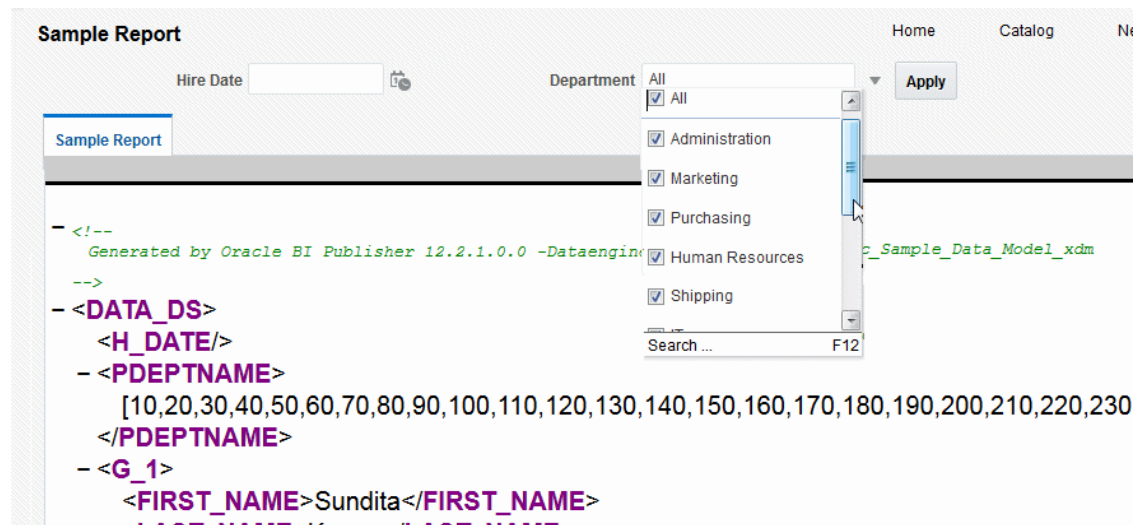 Sample Report
Home Catalog Ne
Hire Date Department All Apply
All
Sample Report
Administration
Marketing
Purchasing
Human Resources
Shipping
Search ... F12
<!--
Generated by Oracle BI Publisher 12.2.1.0.0 -Dataengin c_Sample_Data_Model_xdm
-->
– <DATA_DS>
<H_DATE/>
– <PDEPTNAME>
[10,20,30,40,50,60,70,80,90,100,110,120,130,140,150,160,170,180,190,200,210,220,230
</PDEPTNAME>
– <G_1>
<FIRST_NAME>Sundita</FIRST_NAME>